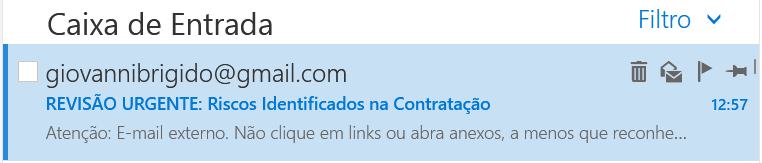 Caixa de Entrada
Filtro
giovannibrigido@gmail.com
REVISÃO URGENTE: Riscos Identificados na Contratação
12:57
Atenção: E-mail externo. Não clique em links ou abra anexos, a menos que reconhe...